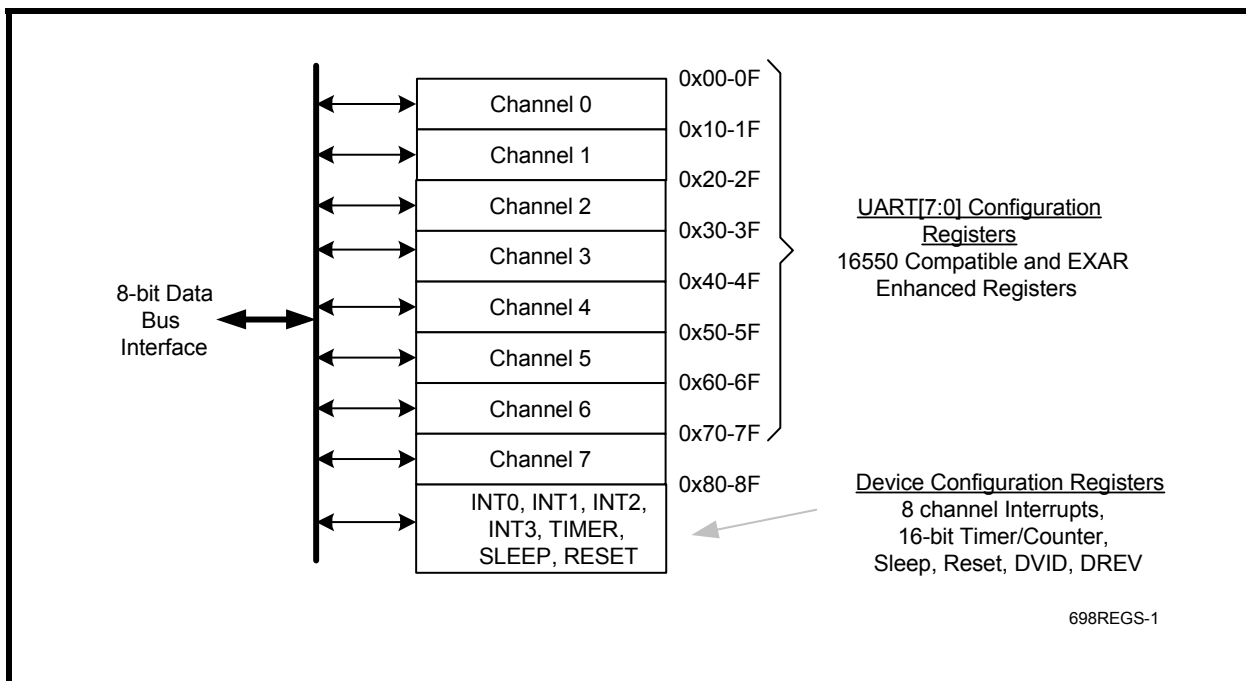 0x00-0F
Channel 0
0x10-1F
Channel 1
0x20-2F
Channel 2
0x30-3F
Channel 3
0x40-4F
Channel 4
0x50-5F
Channel 5
0x60-6F
Channel 6
0x70-7F
Channel 7
0x80-8F
INT0, INT1, INT2,
INT3, TIMER,
SLEEP, RESET
8-bit Data
Bus
Interface
UART[7:0] Configuration
Registers
16550 Compatible and EXAR
Enhanced Registers
Device Configuration Registers
8 channel Interrupts,
16-bit Timer/Counter,
Sleep, Reset, DVID, DREV
698REGS-1